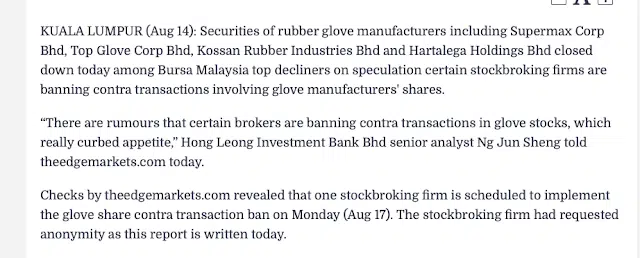 KUALA LUMPUR (Aug 14): Securities of rubber glove manufacturers including Supermax Corp
Bhd, Top Glove Corp Bhd, Kossan Rubber Industries Bhd and Hartalega Holdings Bhd closed
down today among Bursa Malaysia top decliners on speculation certain stockbroking firms are
banning contra transactions involving glove manufacturers' shares.
“There are rumours that certain brokers are banning contra transactions in glove stocks, which
really curbed appetite,” Hong Leong Investment Bank Bhd senior analyst Ng Jun Sheng told
theedgemarkets.com today.
Checks by theedgemarkets.com revealed that one stockbroking firm is scheduled to implement
the glove share contra transaction ban on Monday (Aug 17). The stockbroking firm had requested
anonymity as this report is written today.